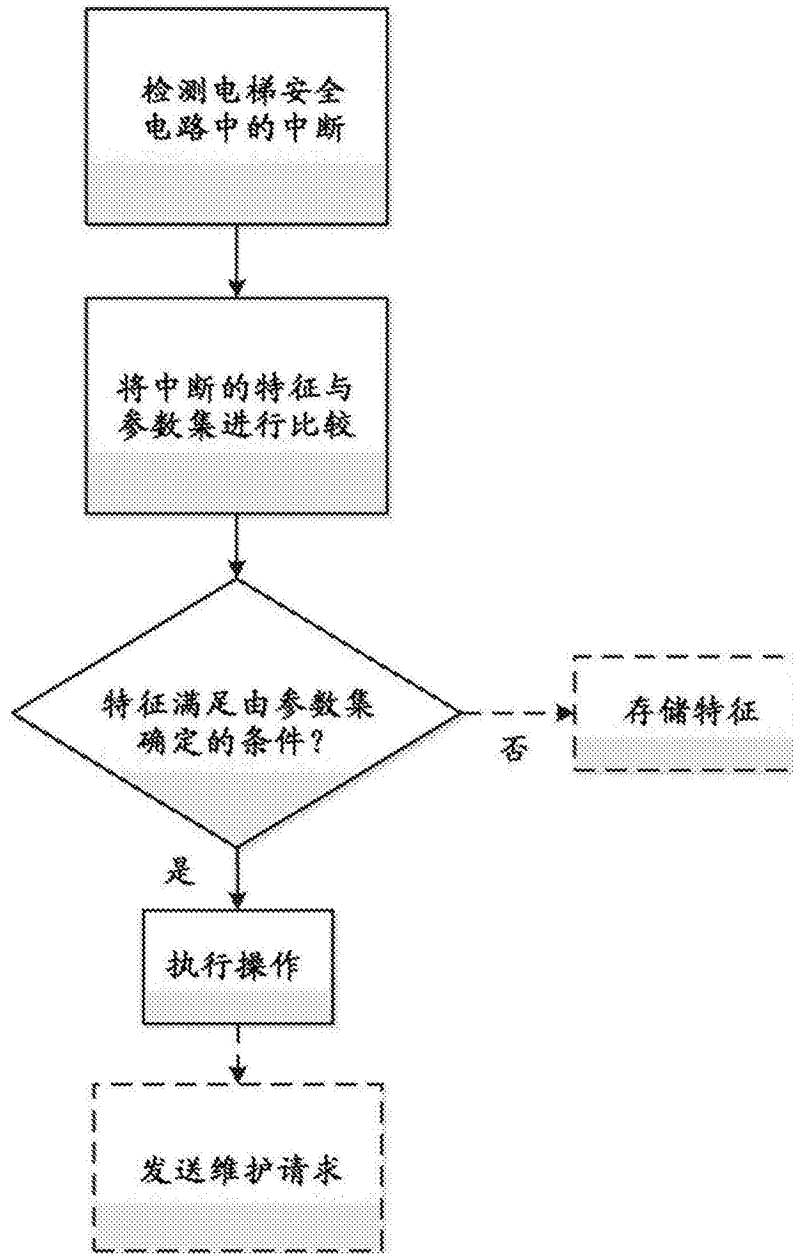 检测电梯安全
电路中的中断
将中断的特征与
参数集进行比较
特征满足由参数集
确定的条件?
否
存储特征
是
执行操作
发送维护请求